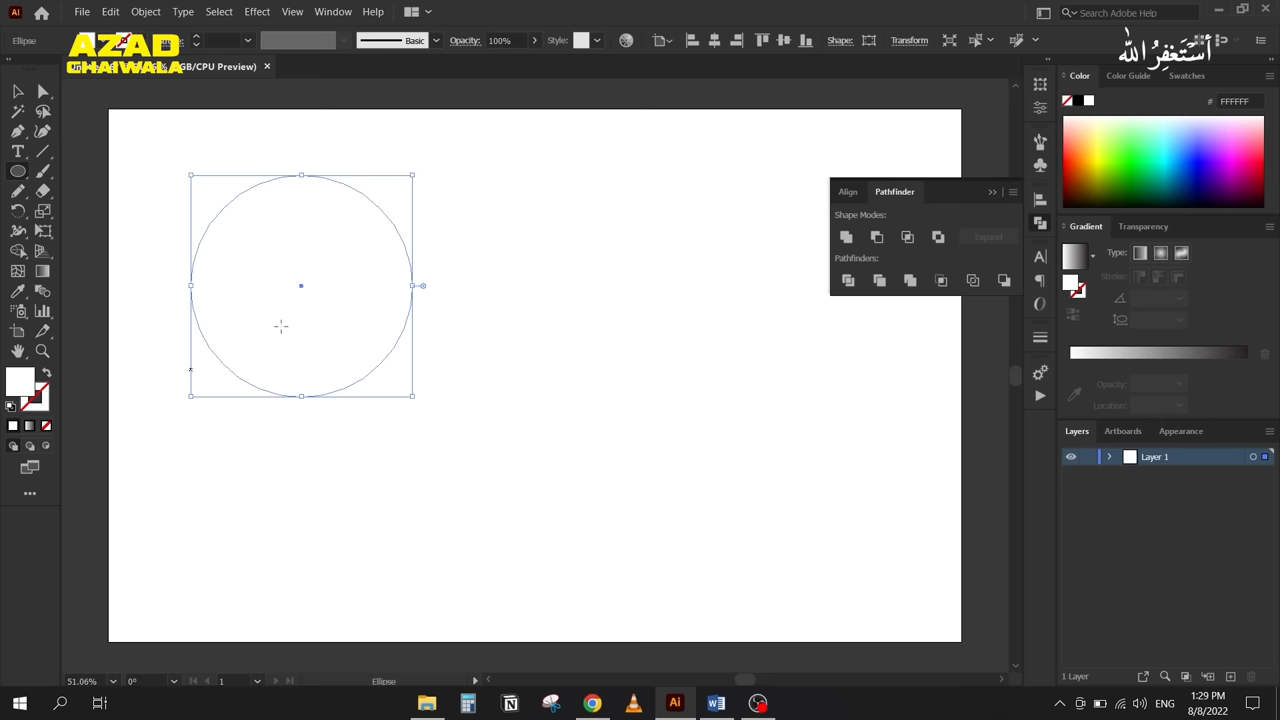 File Edit Object Type Select Effect View Window Help
Search Adobe Help
Ellipse
Basic
Opacity: 100%
Shape:
Transform
AZAD
CHAIWALA
GB/CPU Preview)
أستغفر الله
Color Color Guide Swatches
# FFFFFF
Align Pathfinder
Shape Modes:
Expand
Pathfinders:
Gradient Transparency
Type:
Stroke:
Opacity:
Location:
Layers Artboards Appearance
Layer 1
1 Layer
51.06% 0° 1 Ellipse
ENG
1:29 PM
8/8/2022